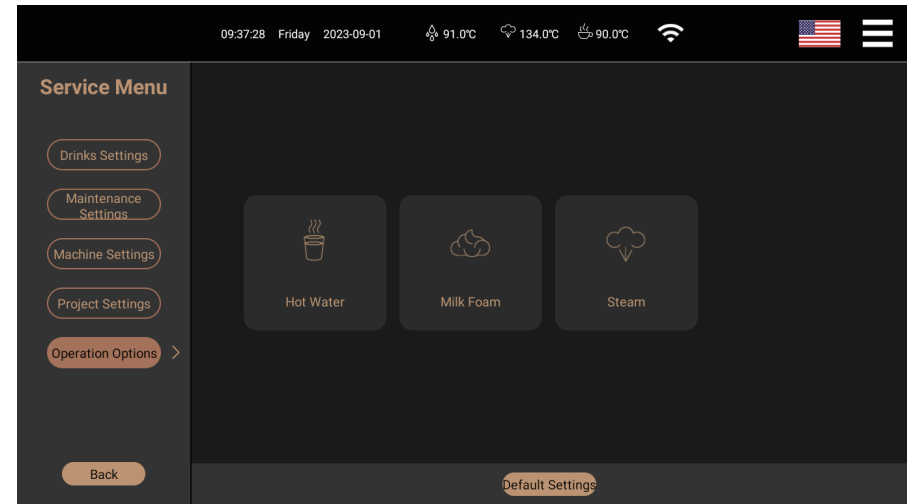 09:37:28 Friday 2023-09-01 91.0℃ 134.0℃ 90.0℃
Service Menu
Drinks Settings
Maintenance
Settings
Machine Settings
Project Settings
Operation Options >
Back
Hot Water
Milk Foam
Steam
Default Settings